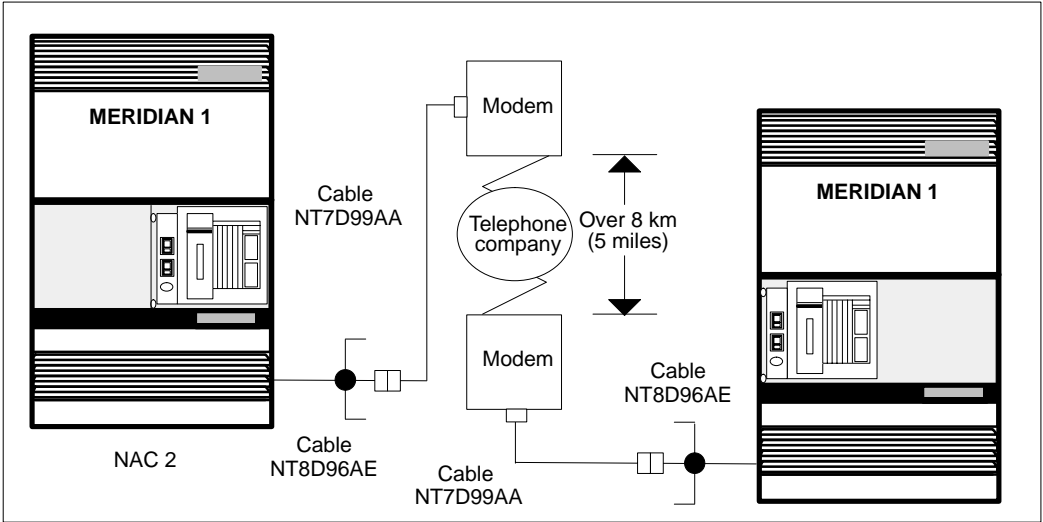 MERIDIAN 1
Cable
NT7D99AA
Modem
Telephone
company
Over 8 km
(5 miles)
Modem
MERIDIAN 1
NAC 2
Cable
NT8D96AE
Cable
NT7D99AA
Cable
NT8D96AE